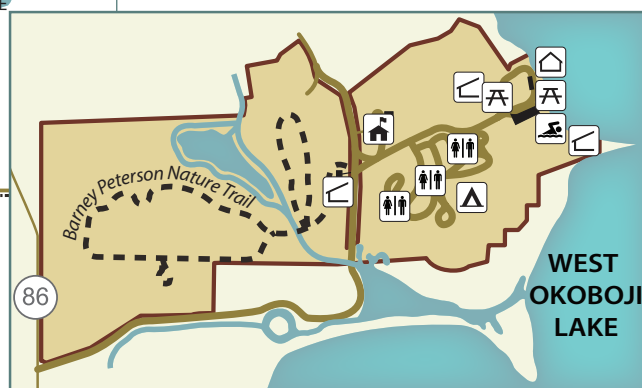 E
Barney Peterson Nature Trail
86
WEST
OKOBOJI
LAKE